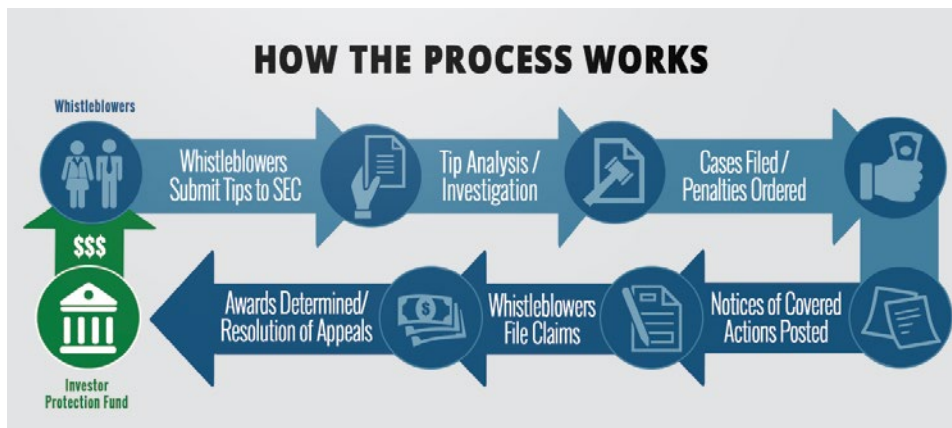 HOW THE PROCESS WORKS
Whistleblowers
Whistleblowers
Submit Tips to SEC
Tip Analysis /
Investigation
Cases Filed /
Penalties Ordered
Notices of Covered
Actions Posted
Whistleblowers
File Claims
$
Awards Determined/
Resolution of Appeals
$$$
Investor
Protection Fund